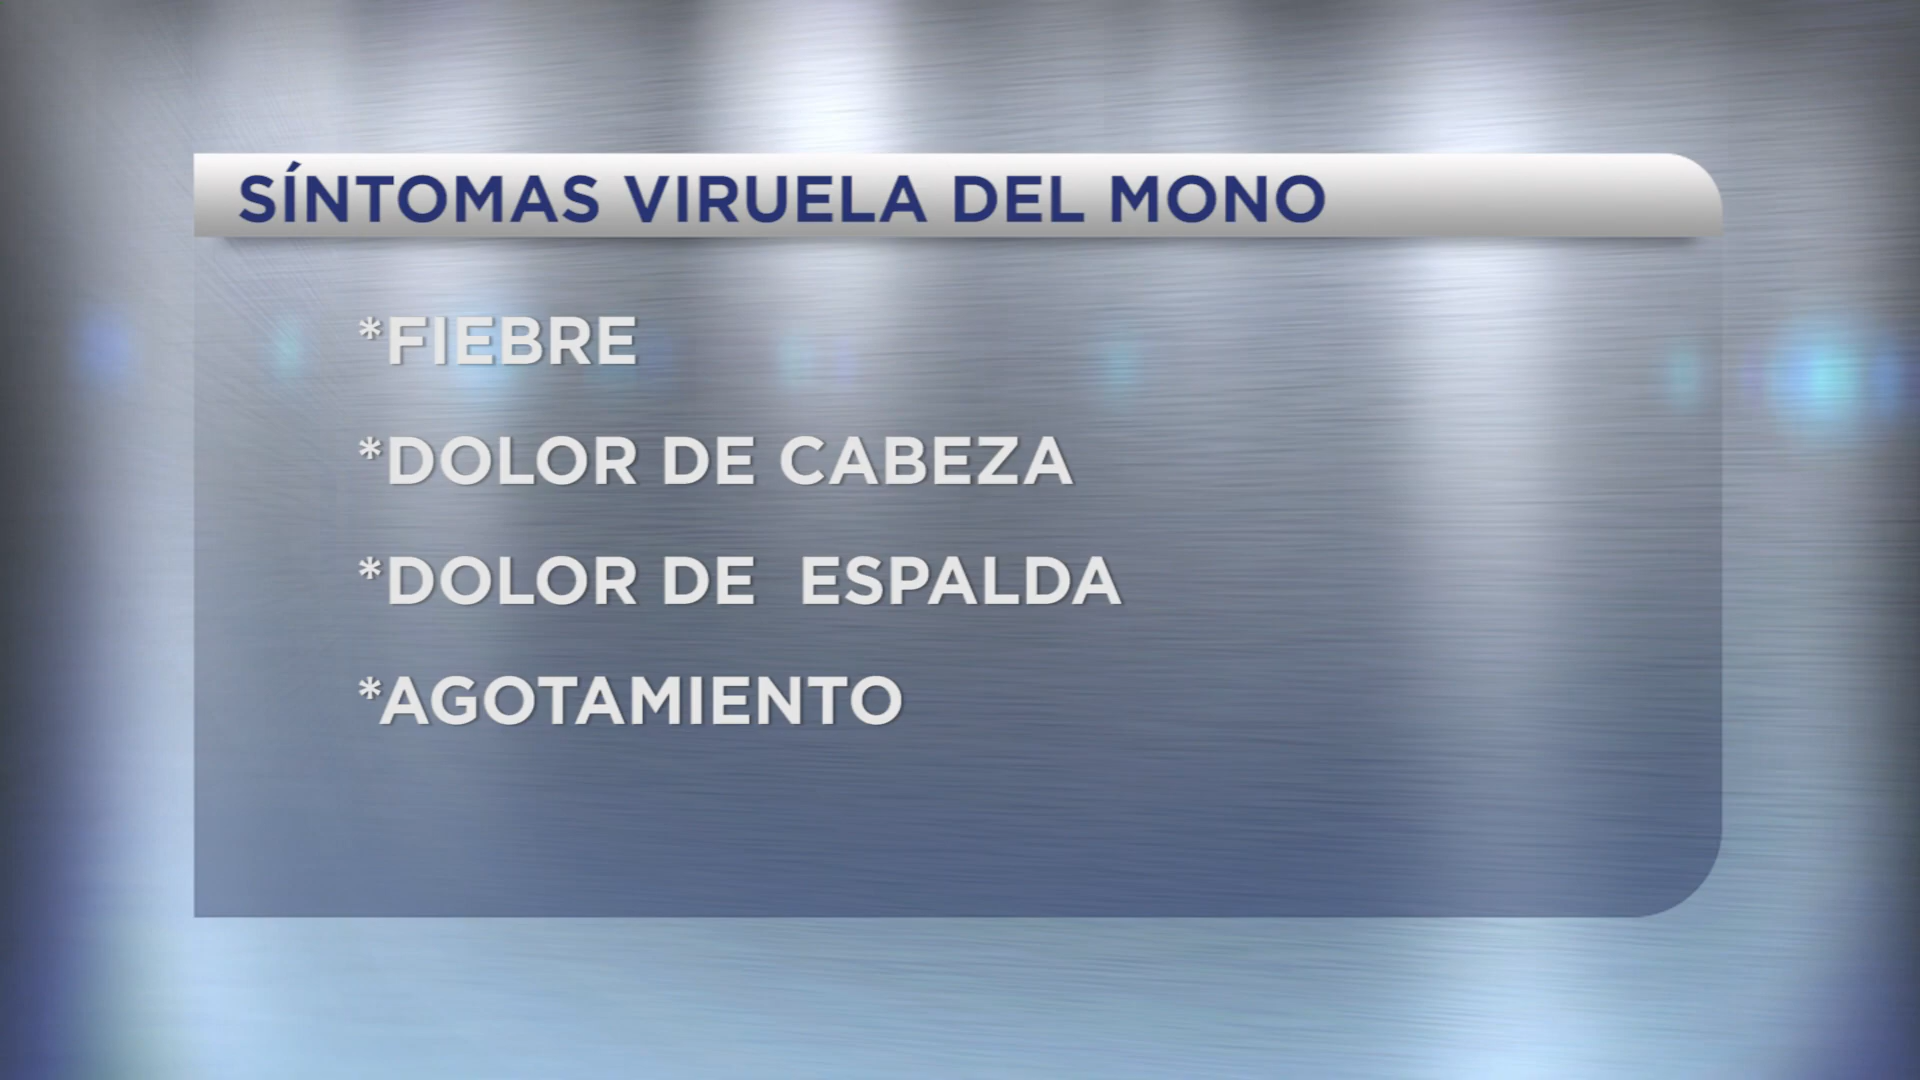 SÍNTOMAS VIRUELA DEL MONO
*FIEBRE
*DOLOR DE CABEZA
*DOLOR DE  ESPALDA
*AGOTAMIENTO